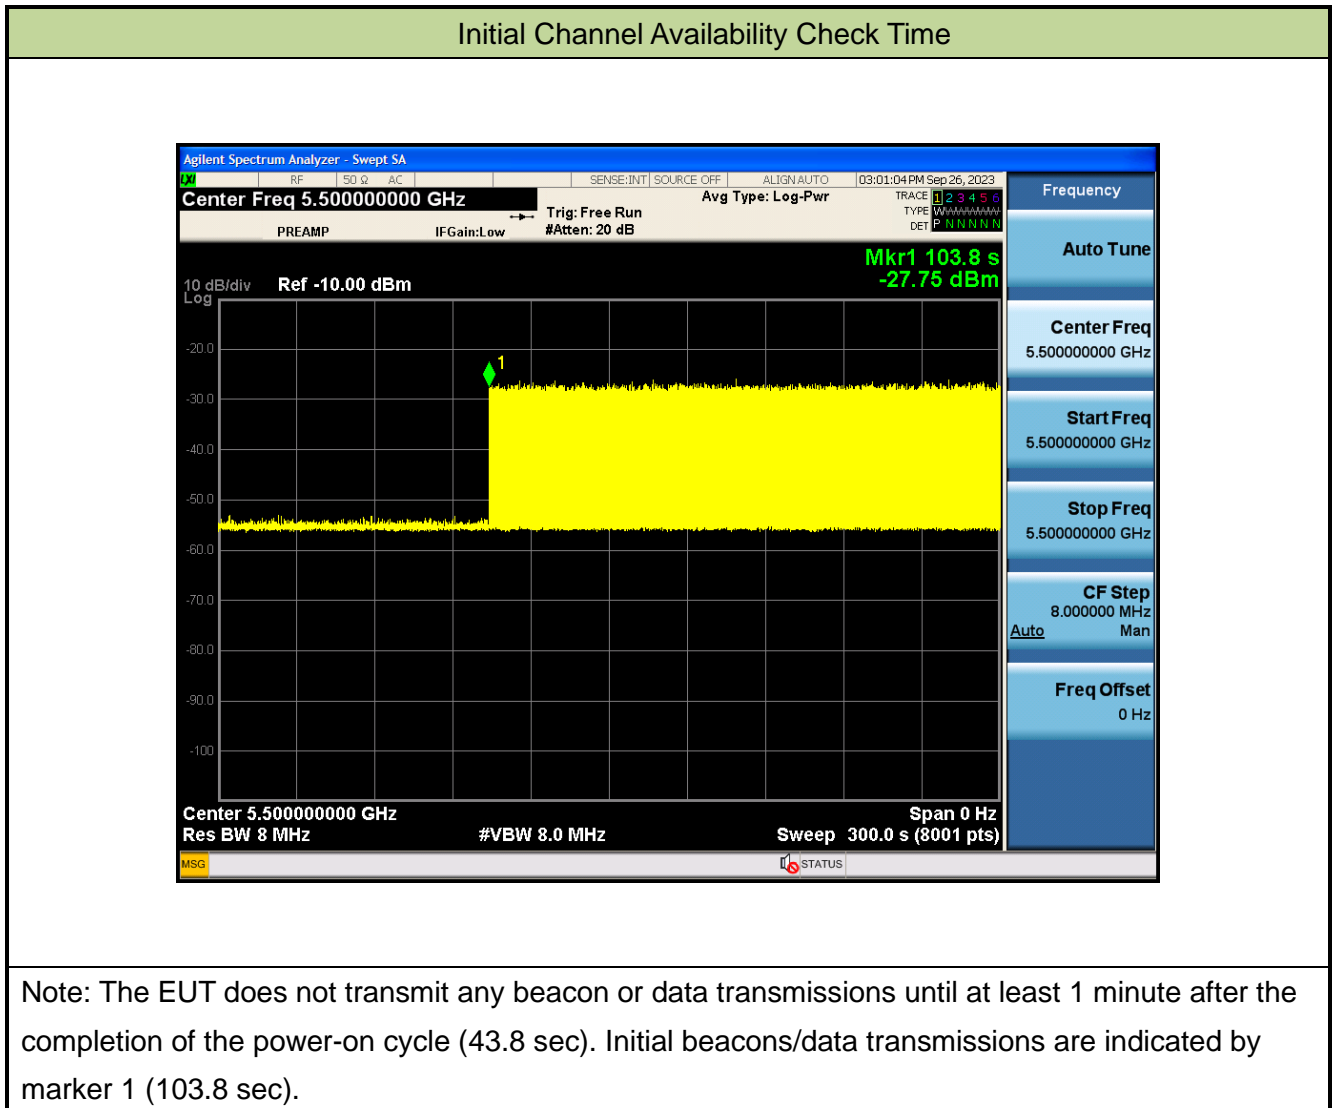 Initial Channel Availability Check Time
Agilent Spectrum Analyzer - Swept SA
LXI RF 50 Ω AC SENSE:INT SOURCE OFF ALIGN AUTO 03:01:04 PM Sep 26, 2023
Center Freq 5.500000000 GHz
Avg Type: Log-Pwr
TRACE 1 2 3 4 5 6
Trig: Free Run
TYPE WWWWWW
PREAMP IFGain:Low #Atten: 20 dB
DET P N N N N N
Mkr1 103.8 s
-27.75 dBm
10 dB/div Ref -10.00 dBm
Log
1
-20.0
-30.0
-40.0
-50.0
-60.0
-70.0
-80.0
-90.0
-100
Center 5.500000000 GHz Span 0 Hz
Res BW 8 MHz #VBW 8.0 MHz Sweep 300.0 s (8001 pts)
MSG STATUS
Frequency
Auto Tune
Center Freq
5.500000000 GHz
Start Freq
5.500000000 GHz
Stop Freq
5.500000000 GHz
CF Step
8.000000 MHz
Auto Man
Freq Offset
0 Hz
Note: The EUT does not transmit any beacon or data transmissions until at least 1 minute after the
completion of the power-on cycle (43.8 sec). Initial beacons/data transmissions are indicated by
marker 1 (103.8 sec).